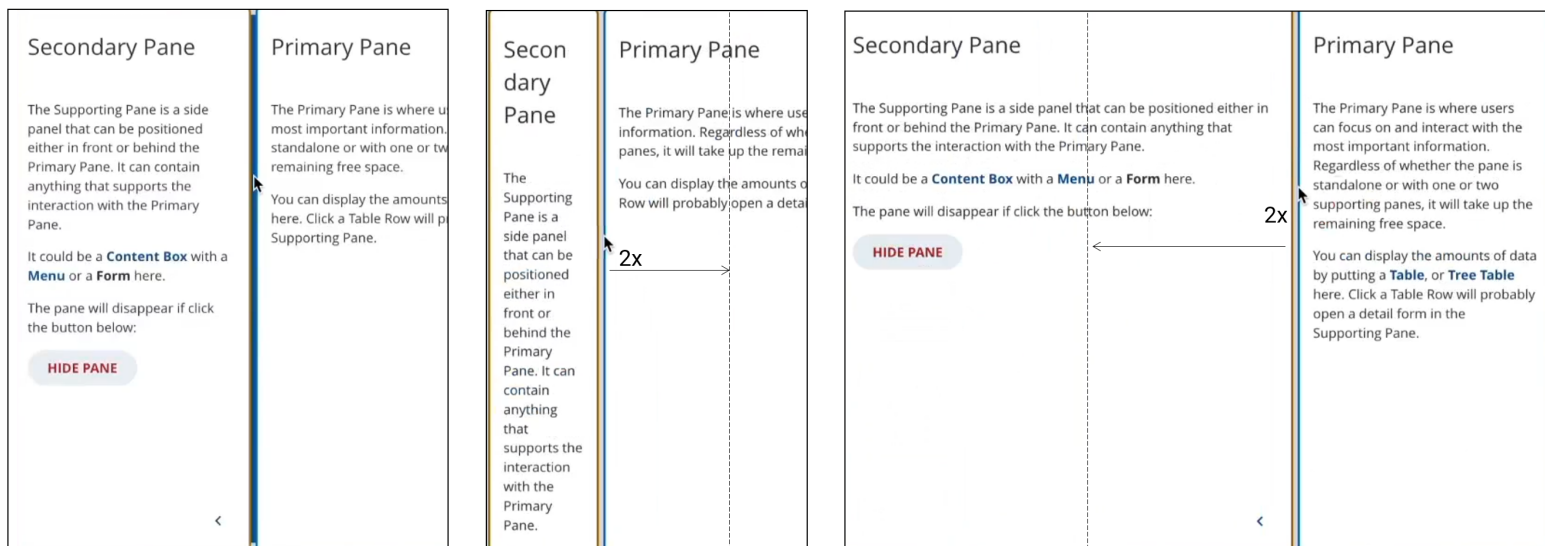 Secondary Pane
The Supporting Pane is a side
panel that can be positioned
either in front or behind the
Primary Pane. It can contain
anything that supports the
interaction with the Primary
Pane.
It could be a Content Box with a
Menu or a Form here.
The pane will disappear if click
the button below:
HIDE PANE
Primary Pane
The Primary Pane is where
most important information.
standalone or with one or
remaining free space.
You can display the amounts
here. Click a Table Row will
Supporting Pane.
Secon
dary
Pane
The
Supporting
Pane is a
side panel
that can be
positioned
either in
front or
behind the
Primary
Pane. It can
contain
anything
that
supports the
interaction
with the
Primary
Pane.
Primary Pane
The Primary Pane is where
information. Regardless of
panes, it will take up the
You can display the amounts
Row will probably open a
2x
Secondary Pane
The Supporting Pane is a side panel that can be positioned either in
front or behind the Primary Pane. It can contain anything that
supports the interaction with the Primary Pane.
It could be a Content Box with a Menu or a Form here.
The pane will disappear if click the button below:
HIDE PANE
2x
Primary Pane
The Primary Pane is where users
can focus on and interact with the
most important information.
Regardless of whether the pane is
standalone or with one or two
supporting panes, it will take up the
remaining free space.
You can display the amounts of data
by putting a Table, or Tree Table
here. Click a Table Row will probably
open a detail form in the
Supporting Pane.